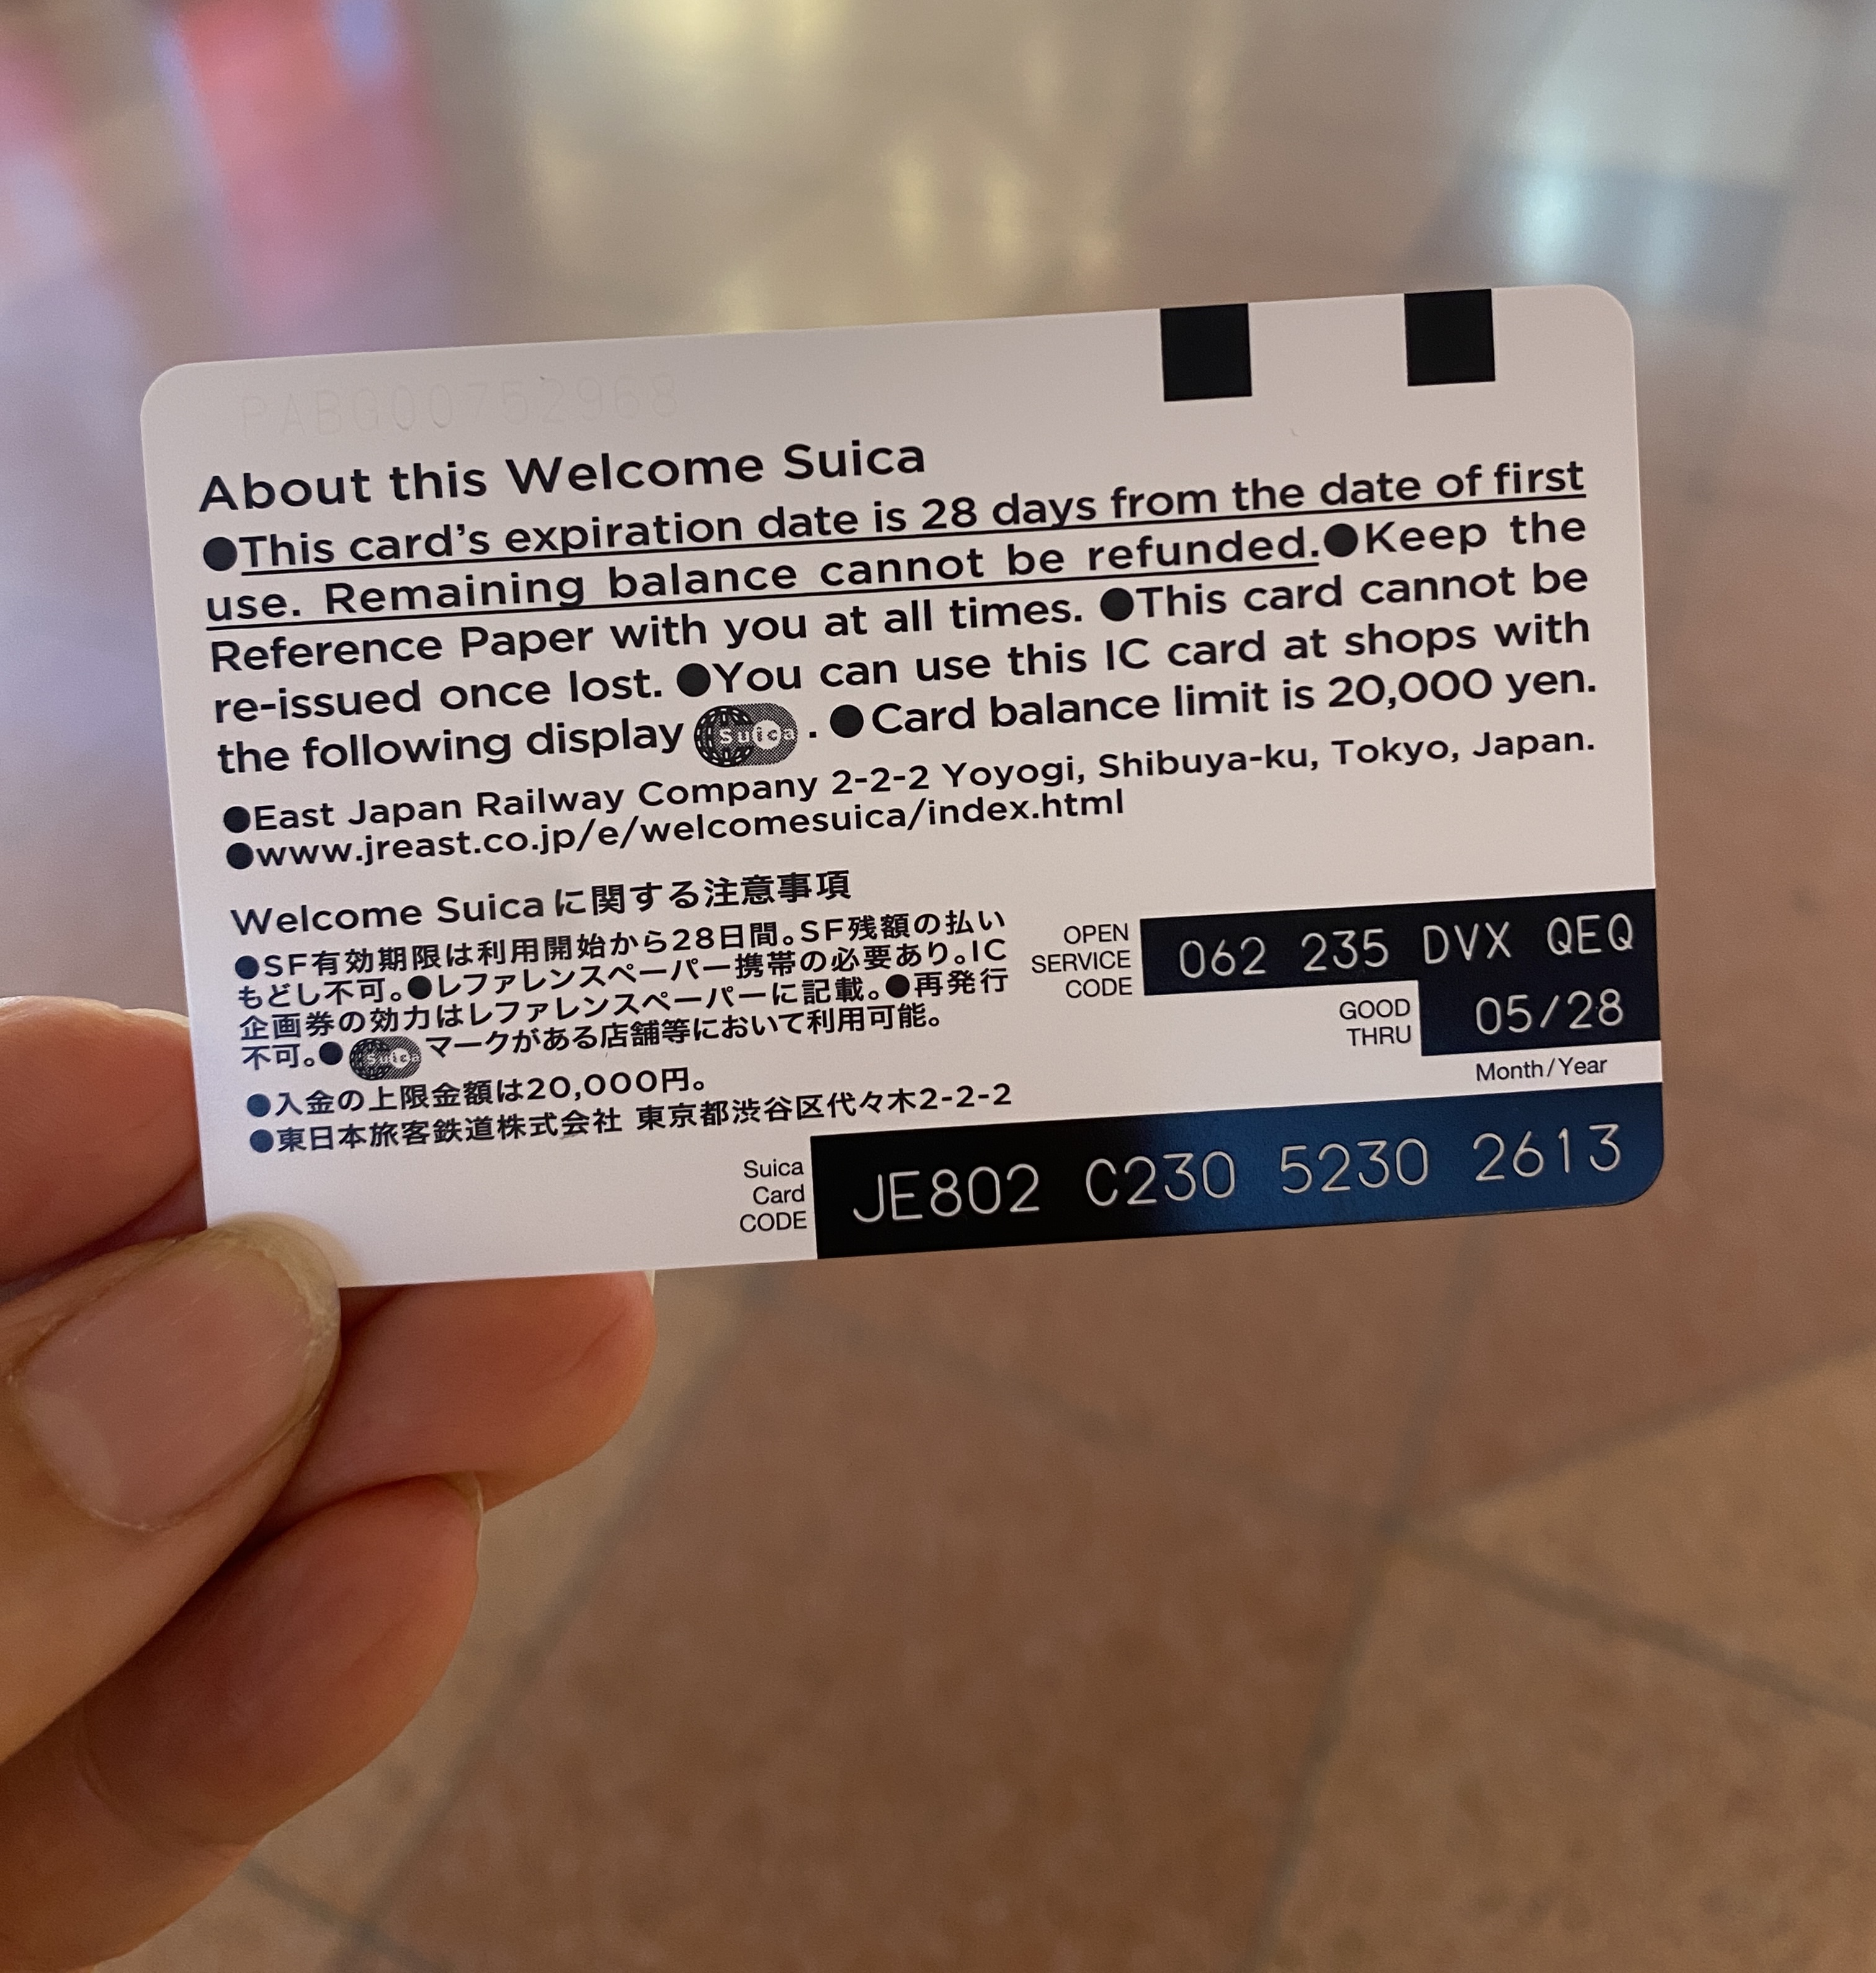 PABG00752968
About this Welcome Suica
●This card's expiration date is 28 days from the date of first
use. Remaining balance cannot be refunded.●Keep the
Reference Paper with you at all times. ●This card cannot be
re-issued once lost. ●You can use this IC card at shops with
the following display Suica . ●Card balance limit is 20,000 yen.
●East Japan Railway Company 2-2-2 Yoyogi, Shibuya-ku, Tokyo, Japan.
●www.jreast.co.jp/e/welcomesuica/index.html
Welcome Suicaに関する注意事項
●SF有効期限は利用開始から28日間。SF残額の払い
もどし不可。●レファレンスペーパー携帯の必要あり。IC
企画券の効力はレファレンスペーパーに記載。●再発行
不可。● Suica マークがある店舗等において利用可能。
●入金の上限金額は20,000円。
●東日本旅客鉄道株式会社 東京都渋谷区代々木2-2-2
OPEN
SERVICE
CODE
062 235 DVX QEQ
GOOD
THRU
05/28
Month/Year
Suica
Card
CODE
JE802 C230 5230 2613